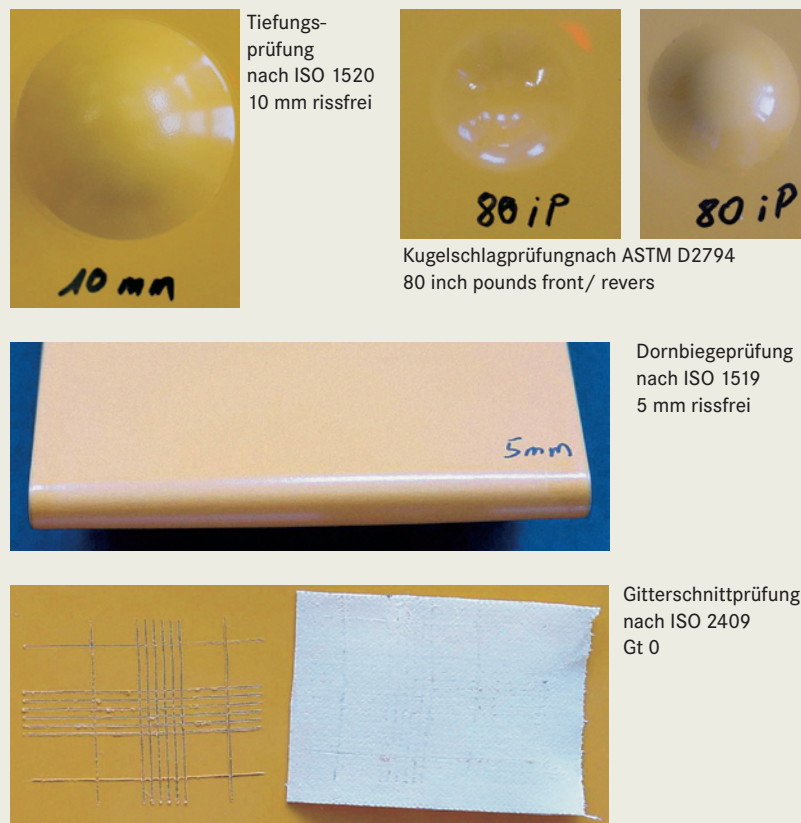 Tiefungs-
prüfung
nach ISO 1520
10 mm rissfrei
10 mm
80 iP
80 iP
Kugelschlagprüfungnach ASTM D2794
80 inch pounds front/ revers
Dornbiegeprüfung
nach ISO 1519
5 mm rissfrei
5mm
Gitterschnittprüfung
nach ISO 2409
Gt 0